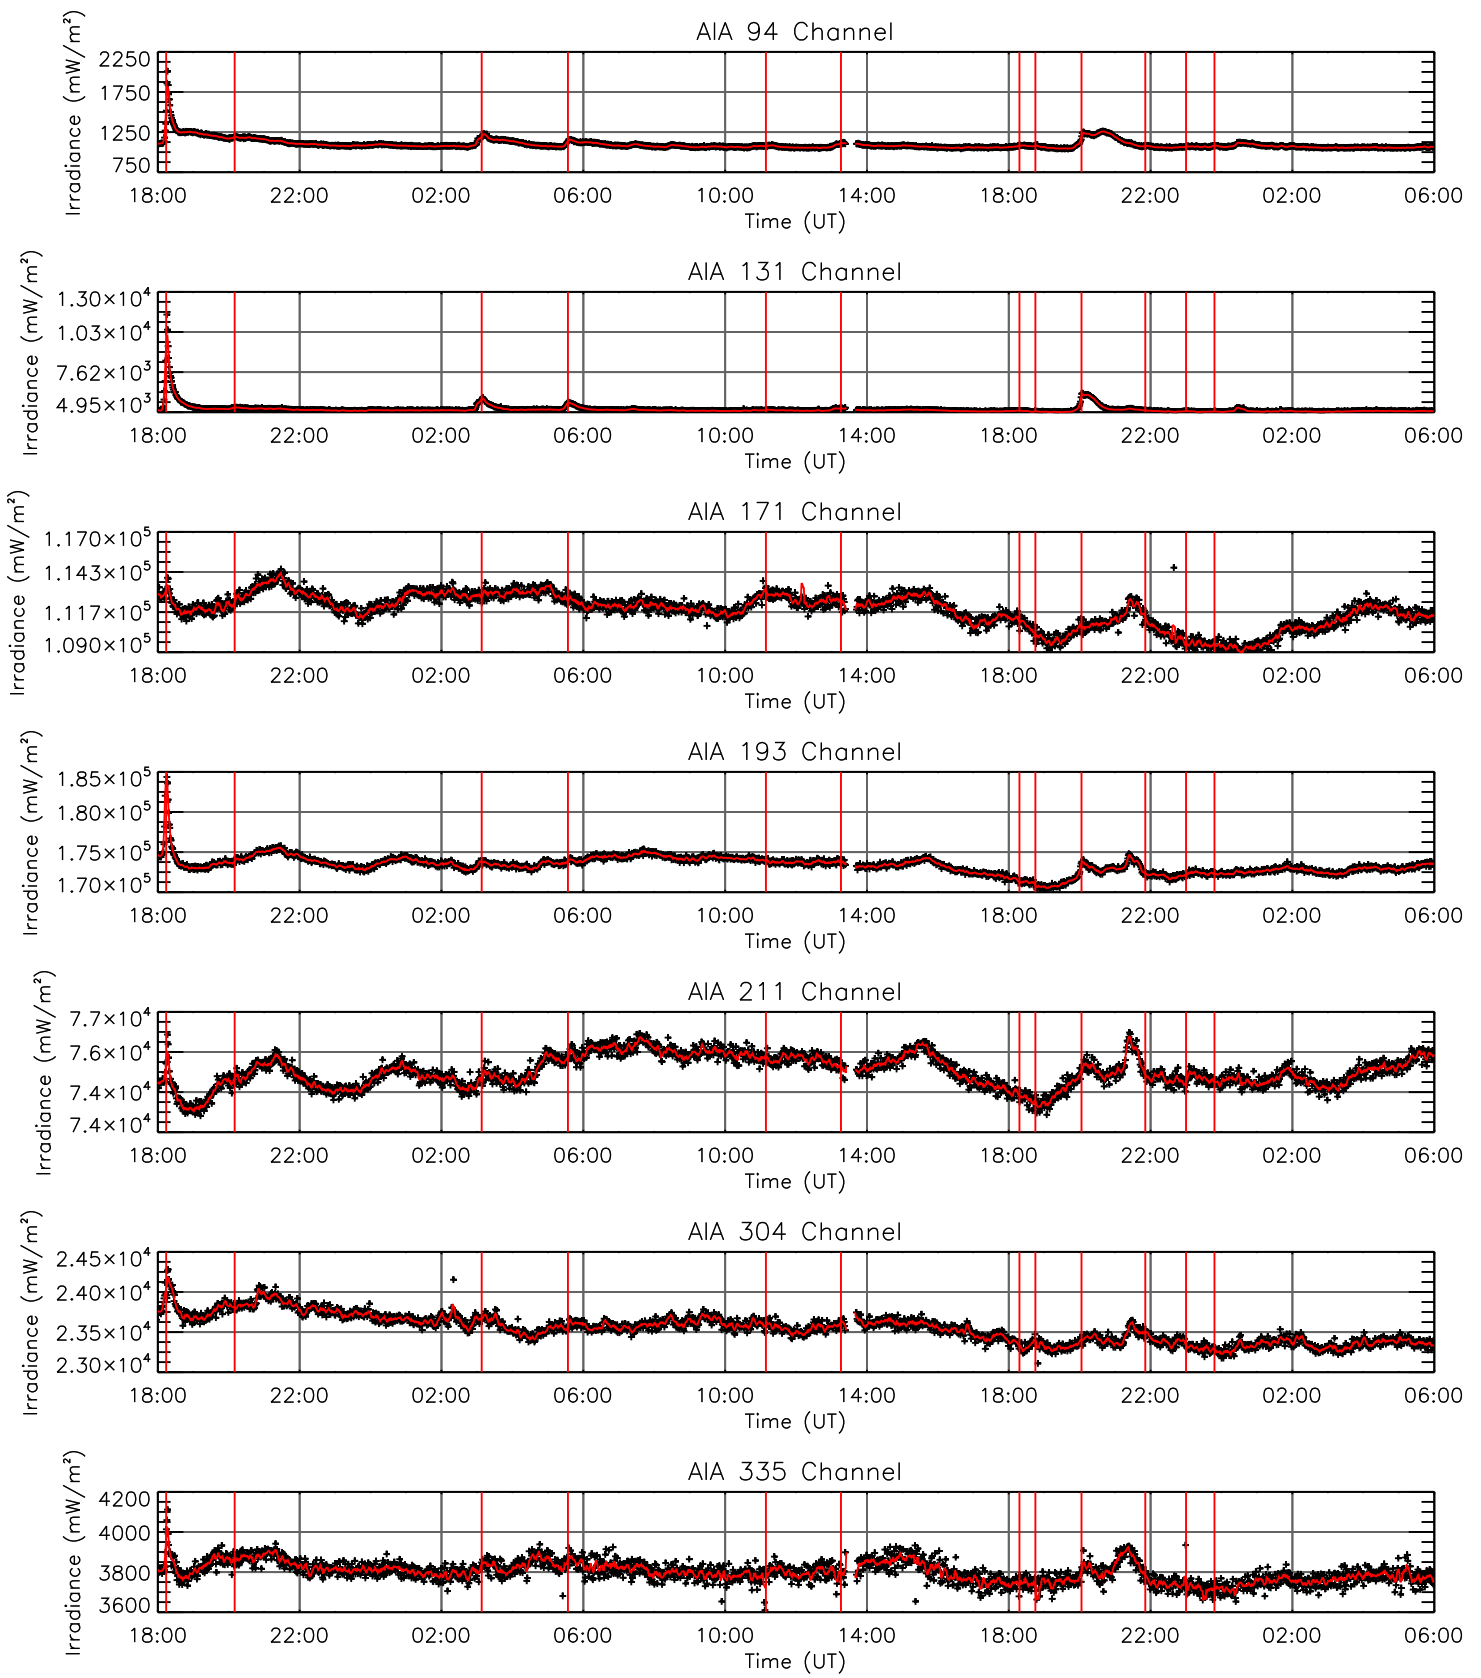 AIA 94 Channel
Irradiance (mW/m²)
2250
1750
1250
750
18:00 22:00 02:00 06:00 10:00 14:00 18:00 22:00 02:00 06:00
Time (UT)
AIA 131 Channel
Irradiance (mW/m²)
1.30×10⁴
1.03×10⁴
7.62×10³
4.95×10³
18:00 22:00 02:00 06:00 10:00 14:00 18:00 22:00 02:00 06:00
Time (UT)
AIA 171 Channel
Irradiance (mW/m²)
1.170×10⁵
1.143×10⁵
1.117×10⁵
1.090×10⁵
18:00 22:00 02:00 06:00 10:00 14:00 18:00 22:00 02:00 06:00
Time (UT)
AIA 193 Channel
Irradiance (mW/m²)
1.85×10⁵
1.80×10⁵
1.75×10⁵
1.70×10⁵
18:00 22:00 02:00 06:00 10:00 14:00 18:00 22:00 02:00 06:00
Time (UT)
AIA 211 Channel
Irradiance (mW/m²)
7.7×10⁴
7.6×10⁴
7.4×10⁴
7.4×10⁴
18:00 22:00 02:00 06:00 10:00 14:00 18:00 22:00 02:00 06:00
Time (UT)
AIA 304 Channel
Irradiance (mW/m²)
2.45×10⁴
2.40×10⁴
2.35×10⁴
2.30×10⁴
18:00 22:00 02:00 06:00 10:00 14:00 18:00 22:00 02:00 06:00
Time (UT)
AIA 335 Channel
Irradiance (mW/m²)
4200
4000
3800
3600
18:00 22:00 02:00 06:00 10:00 14:00 18:00 22:00 02:00 06:00
Time (UT)